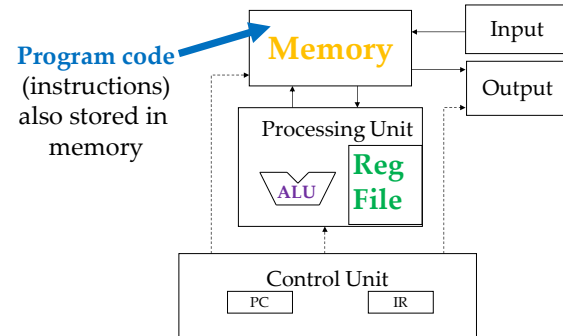 Program code
(instructions)
also stored in
memory
Memory
Input
Output
Processing Unit
ALU
Reg
File
Control Unit
PC
IR